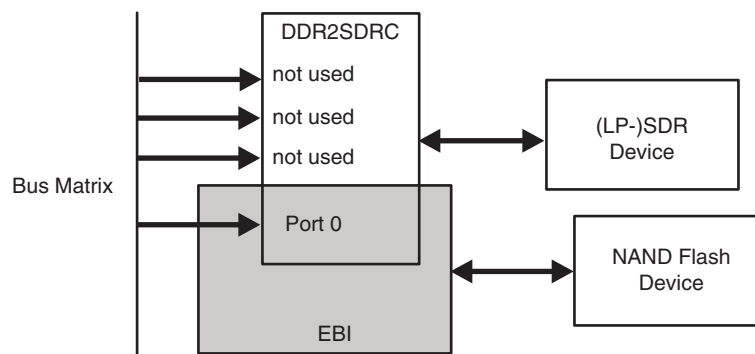 DDR2SDRC
not used
not used
not used
(LP-)SDR
Device
Bus Matrix
Port 0
NAND Flash
Device
EBI